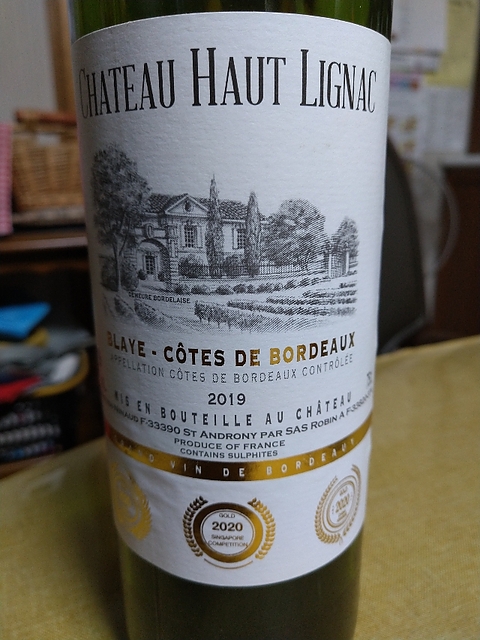 CHATEAU HAUT LIGNAC
DEMEURE BORDELAISE
BLAYE - CÔTES DE BORDEAUX
APPELLATION CÔTES DE BORDEAUX CONTRÔLÉE
2019
MIS EN BOUTEILLE AU CHÂTEAU
F-33390 ST ANDRONY PAR SAS ROBIN A
PRODUCE OF FRANCE
CONTAINS SULPHITES
VIN DE BORDEAUX
GOLD
2020
SINGAPORE
COMPETITION
2020